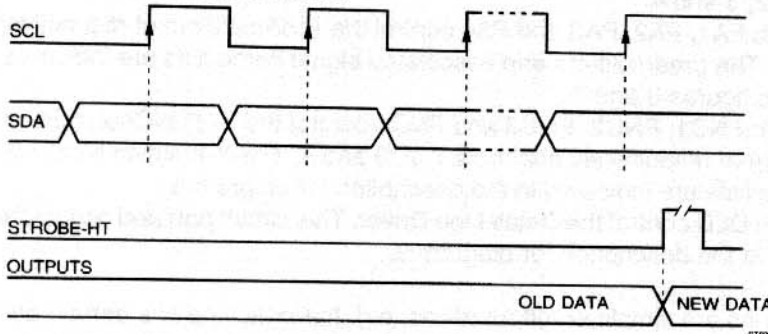 SCL
SDA
STROBE-HT
OUTPUTS
OLD DATA NEW DATA